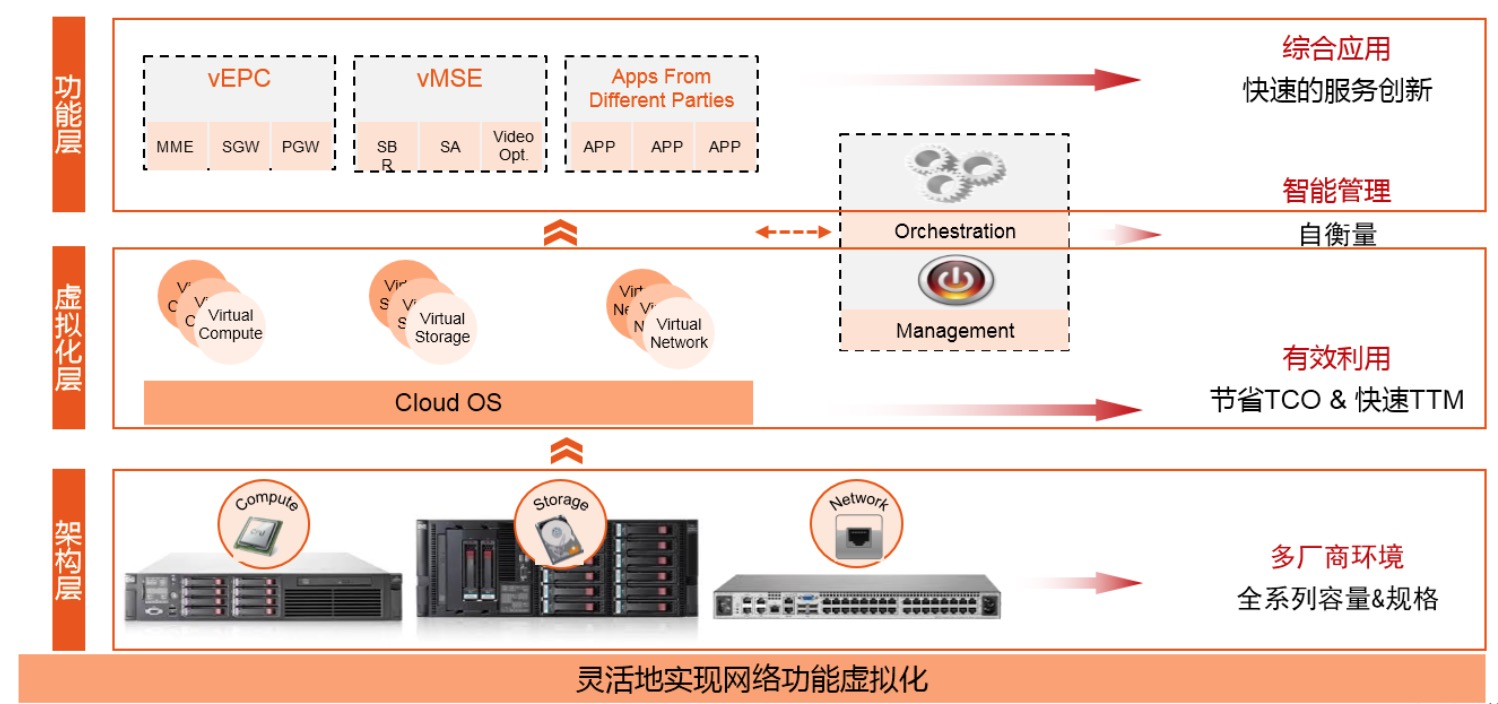 功能层
vEPC
MME
SGW
PGW
vMSE
SB
R
SA
Video
Opt.
Apps From
Different Parties
APP
APP
APP
综合应用
快速的服务创新
Orchestration
智能管理
自衡量
虚拟化层
Virtual
Compute
Virtual
Storage
Virtual
Network
Cloud OS
Management
有效利用
节省TCO & 快速TTM
架构层
Compute
CPU
Storage
Network
多厂商环境
全系列容量&规格
灵活地实现网络功能虚拟化